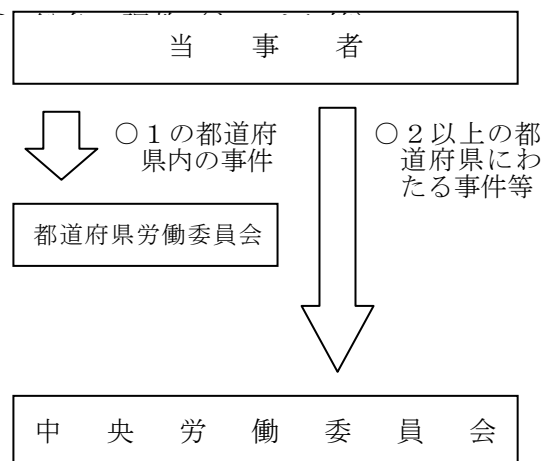 当事者
○１の都道府
県内の事件
○２以上の都
道府県にわ
たる事件等
都道府県労働委員会
中央労働委員会